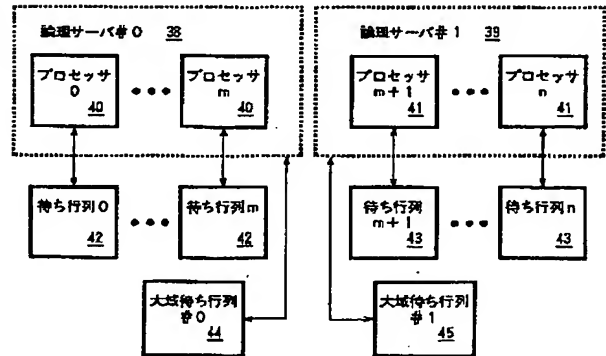 論理サーバ#0 38
論理サーバ#1 39
プロセッサ
0
40
プロセッサ
m
40
プロセッサ
m+1
41
プロセッサ
n
41
待ち行列0
42
待ち行列m
42
待ち行列
m+1
43
待ち行列n
43
大域待ち行列
#0
44
大域待ち行列
#1
45